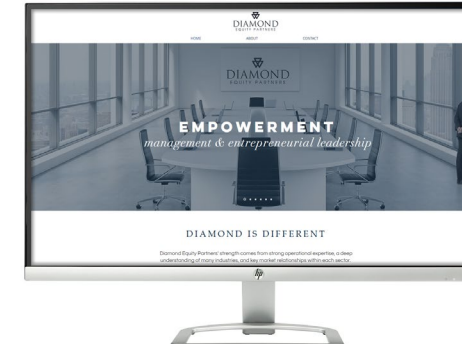 DIAMOND
EQUITY PARTNERS
HOME ABOUT CONTACT
DIAMOND
EQUITY PARTNERS
EMPOWERMENT
management & entrepreneurial leadership
DIAMOND IS DIFFERENT
Diamond Equity Partners' strength comes from strong operational expertise, a deep
understanding of many industries, and key market relationships within each sector.
hp